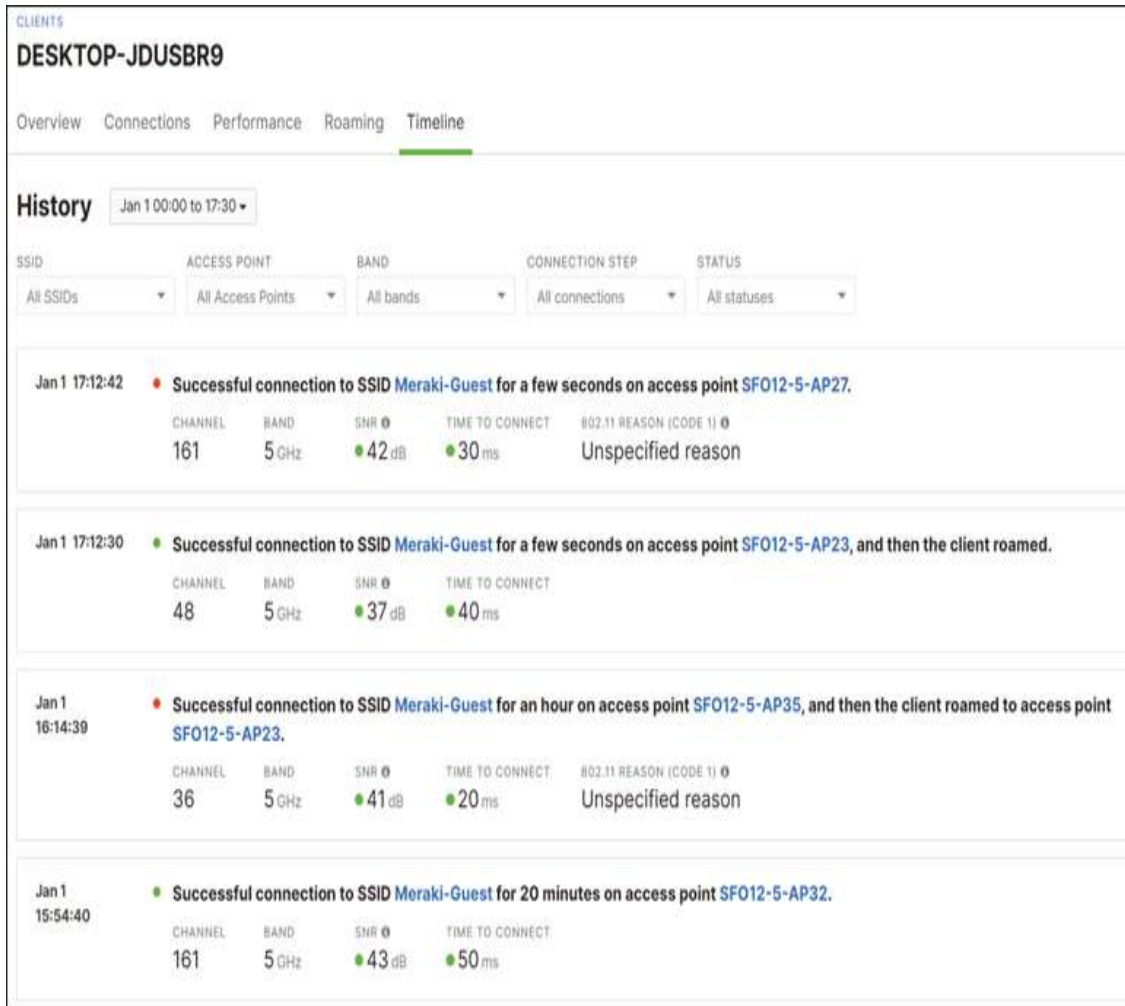 CLIENTS
DESKTOP-JDUSBR9
Overview Connections Performance Roaming Timeline
History Jan 1 00:00 to 17:30
SSID ACCESS POINT BAND CONNECTION STEP STATUS
All SSIDs All Access Points All bands All connections All statuses
Jan 1 17:12:42 Successful connection to SSID Meraki-Guest for a few seconds on access point SFO12-5-AP27.
CHANNEL BAND SNR TIME TO CONNECT 802.11 REASON (CODE 1)
161 5 GHz 42 dB 30 ms Unspecified reason
Jan 1 17:12:30 Successful connection to SSID Meraki-Guest for a few seconds on access point SFO12-5-AP23, and then the client roamed.
CHANNEL BAND SNR TIME TO CONNECT
48 5 GHz 37 dB 40 ms
Jan 1 16:14:39 Successful connection to SSID Meraki-Guest for an hour on access point SFO12-5-AP35, and then the client roamed to access point
SFO12-5-AP23.
CHANNEL BAND SNR TIME TO CONNECT 802.11 REASON (CODE 1)
36 5 GHz 41 dB 20 ms Unspecified reason
Jan 1 15:54:40 Successful connection to SSID Meraki-Guest for 20 minutes on access point SFO12-5-AP32.
CHANNEL BAND SNR TIME TO CONNECT
161 5 GHz 43 dB 50 ms